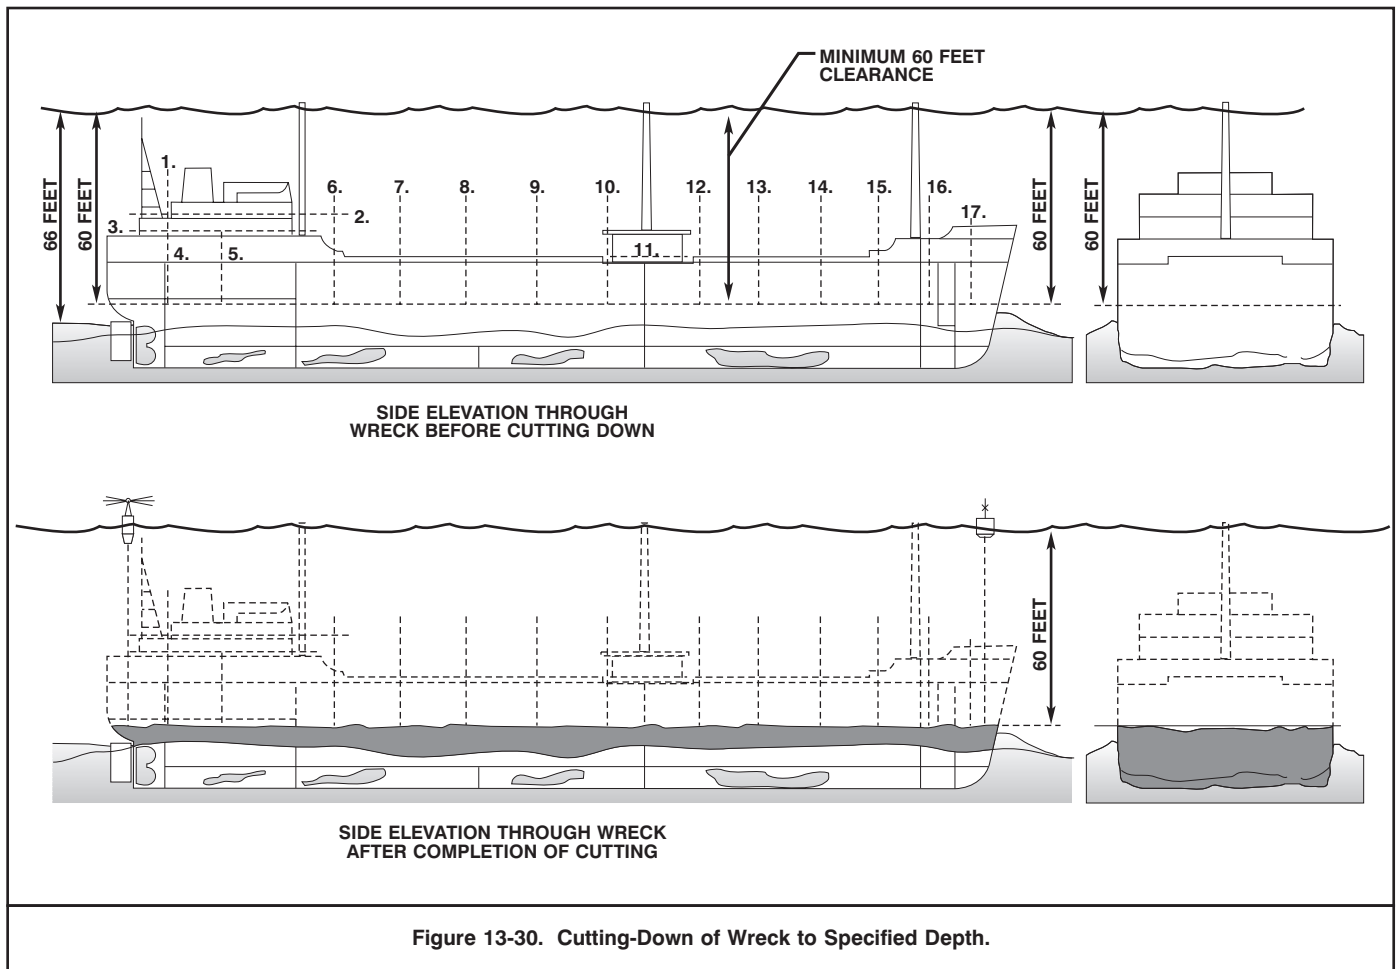 MINIMUM 60 FEET
CLEARANCE
66 FEET
60 FEET
1.
2.
3.
4.
5.
6.
7.
8.
9.
10.
11.
12.
13.
14.
15.
16.
17.
60 FEET
60 FEET
SIDE ELEVATION THROUGH
WRECK BEFORE CUTTING DOWN
60 FEET
SIDE ELEVATION THROUGH WRECK
AFTER COMPLETION OF CUTTING
Figure 13-30. Cutting-Down of Wreck to Specified Depth.